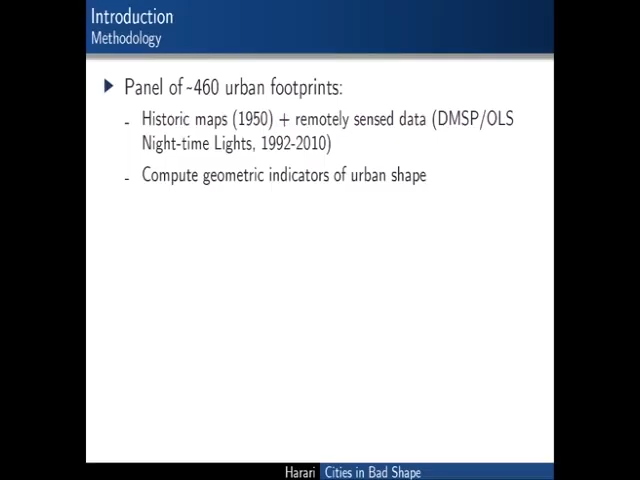 Introduction
Methodology
Panel of ~460 urban footprints:
- Historic maps (1950) + remotely sensed data (DMSP/OLS
Night-time Lights, 1992-2010)
- Compute geometric indicators of urban shape
Harari Cities in Bad Shape